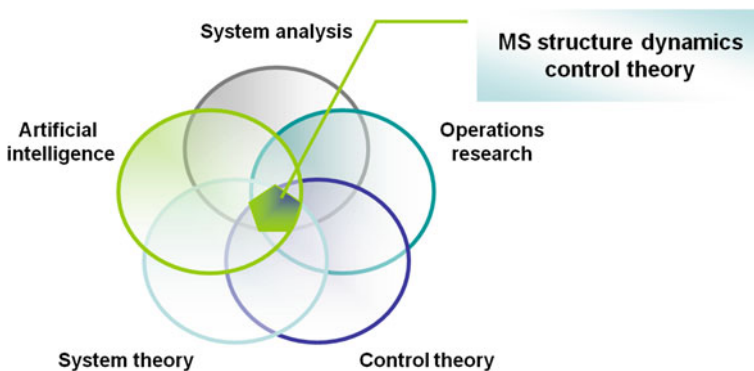 System analysis
MS structure dynamics
control theory
Artificial
intelligence
Operations
research
System theory
Control theory